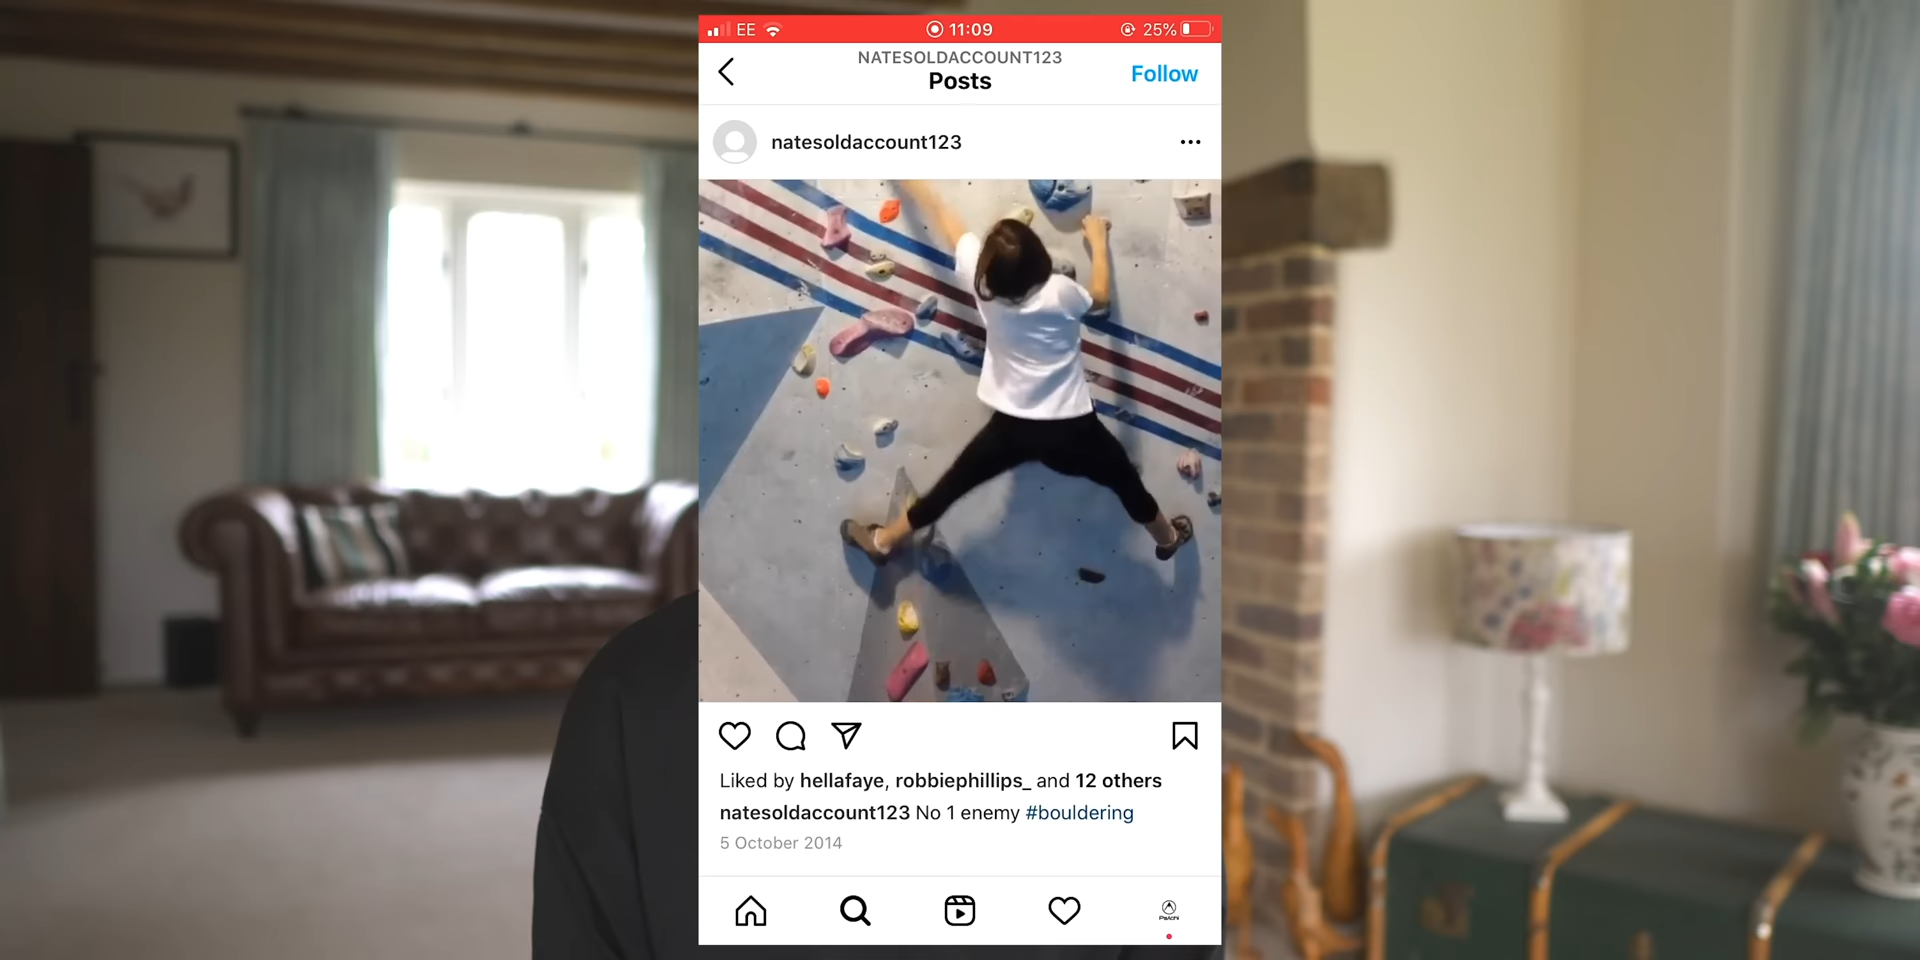 EE 11:09 25%
NATESOLDACCOUNT123
Posts
Follow
natesoldaccount123
Liked by hellafaye, robbiephillips_ and 12 others
natesoldaccount123 No 1 enemy #bouldering
5 October 2014